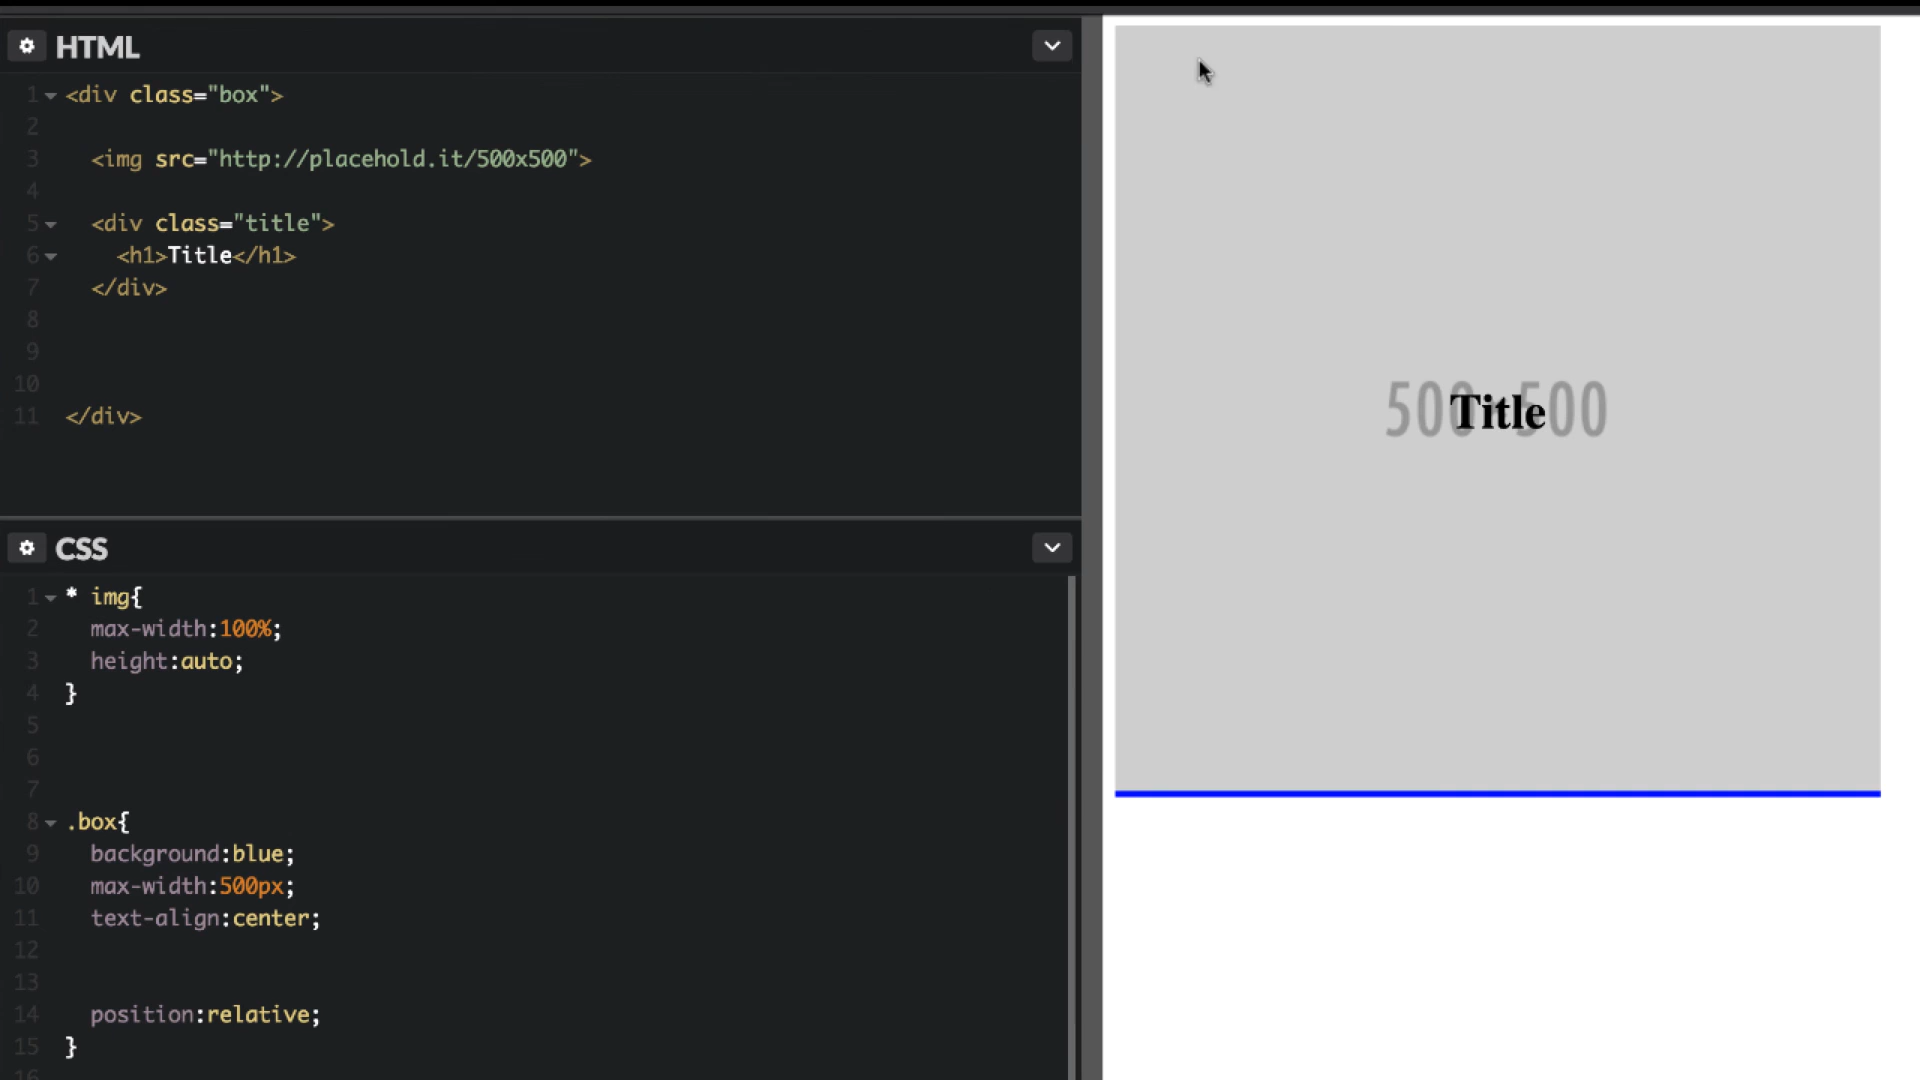 HTML
1 <div class="box">
2
3 <img src="http://placehold.it/500x500">
4
5 <div class="title">
6 <h1>Title</h1>
7 </div>
8
9
10
11 </div>
CSS
1 * img{
2 max-width:100%;
3 height:auto;
4 }
5
6
7
8 .box{
9 background:blue;
10 max-width:500px;
11 text-align:center;
12
13
14 position:relative;
15 }
16
Title